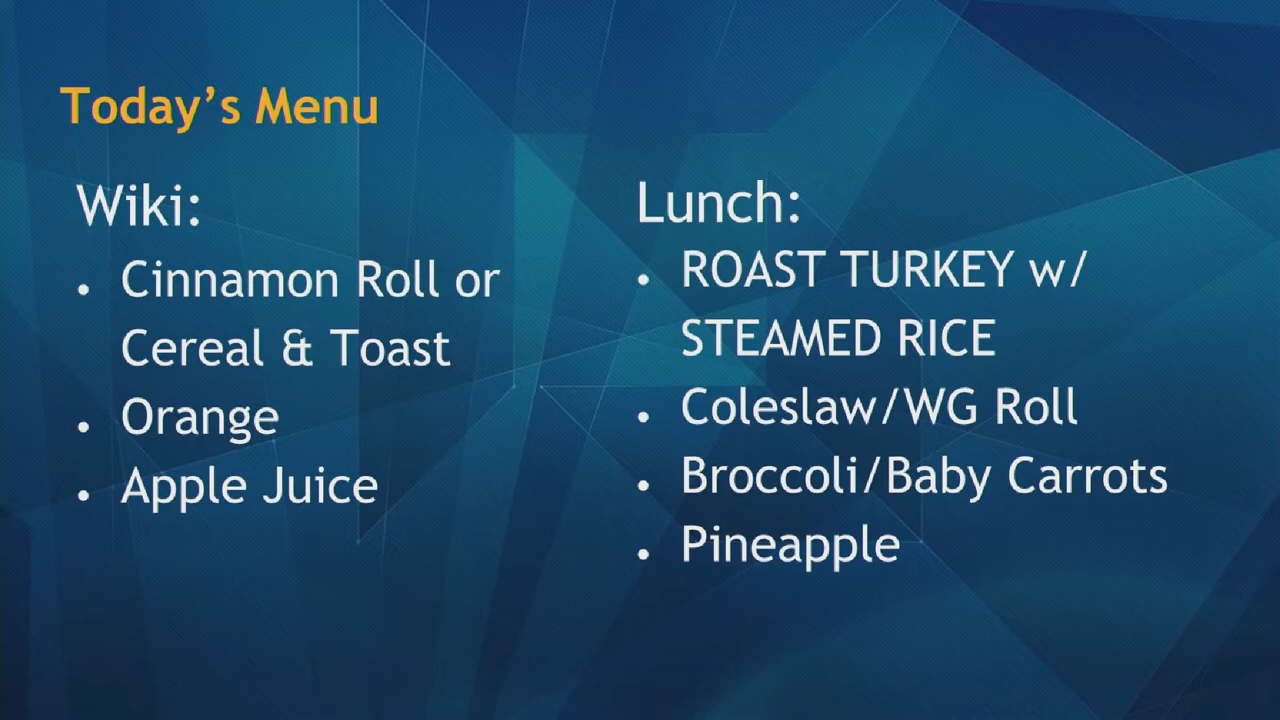 Today's Menu
Wiki:
• Cinnamon Roll or
Cereal & Toast
• Orange
• Apple Juice
Lunch:
• ROAST TURKEY w/
STEAMED RICE
• Coleslaw/WG Roll
• Broccoli/Baby Carrots
• Pineapple